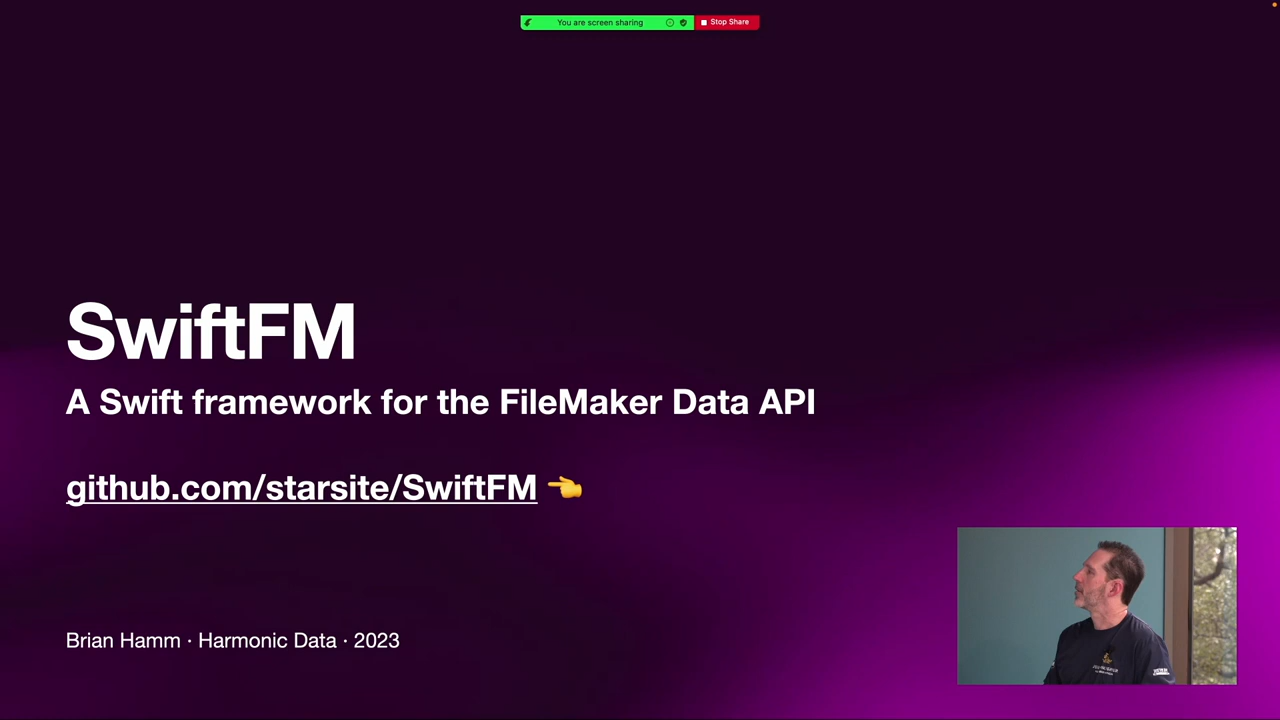 You are screen sharing
Stop Share
SwiftFM
A Swift framework for the FileMaker Data API
github.com/starsite/SwiftFM 👈
Brian Hamm · Harmonic Data · 2023